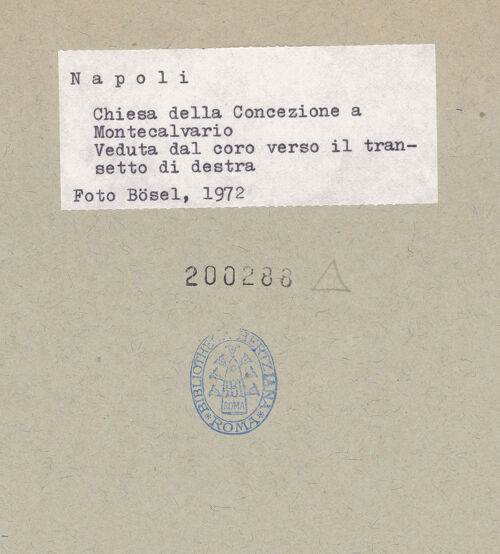 N a p o l i
Chiesa della Concezione a
Montecalvario
Veduta dal coro verso il tran-
setto di destra
Foto Bösel, 1972
200288
BIBLIOTHECA HERTZIANA
ROMA
ROMA